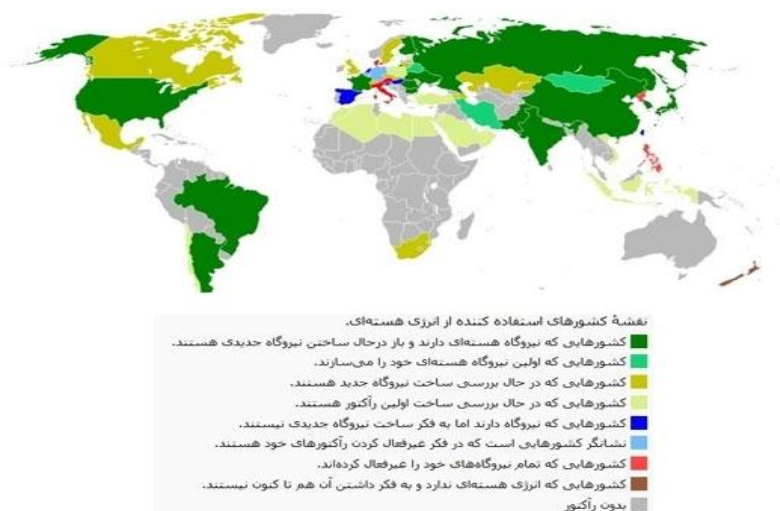 نقشهٔ کشورهای استفاده کننده از انرژی هسته‌ای.
کشورهایی که نیروگاه هسته‌ای دارند و باز درحال ساختن نیروگاه جدیدی هستند.
کشورهایی که اولین نیروگاه هسته‌ای خود را می‌سازند.
کشورهایی که در حال بررسی ساخت نیروگاه جدید هستند.
کشورهایی که در حال بررسی ساخت اولین رآکتور هستند.
کشورهایی که نیروگاه دارند اما به فکر ساخت نیروگاه جدیدی نیستند.
نشانگر کشورهایی است که در فکر غیرفعال کردن رآکتورهای خود هستند.
کشورهایی که تمام نیروگاه‌های خود را غیرفعال کرده‌اند.
کشورهایی که انرژی هسته‌ای ندارد و به فکر داشتن آن هم تا کنون نیستند.
بدون رآکتور